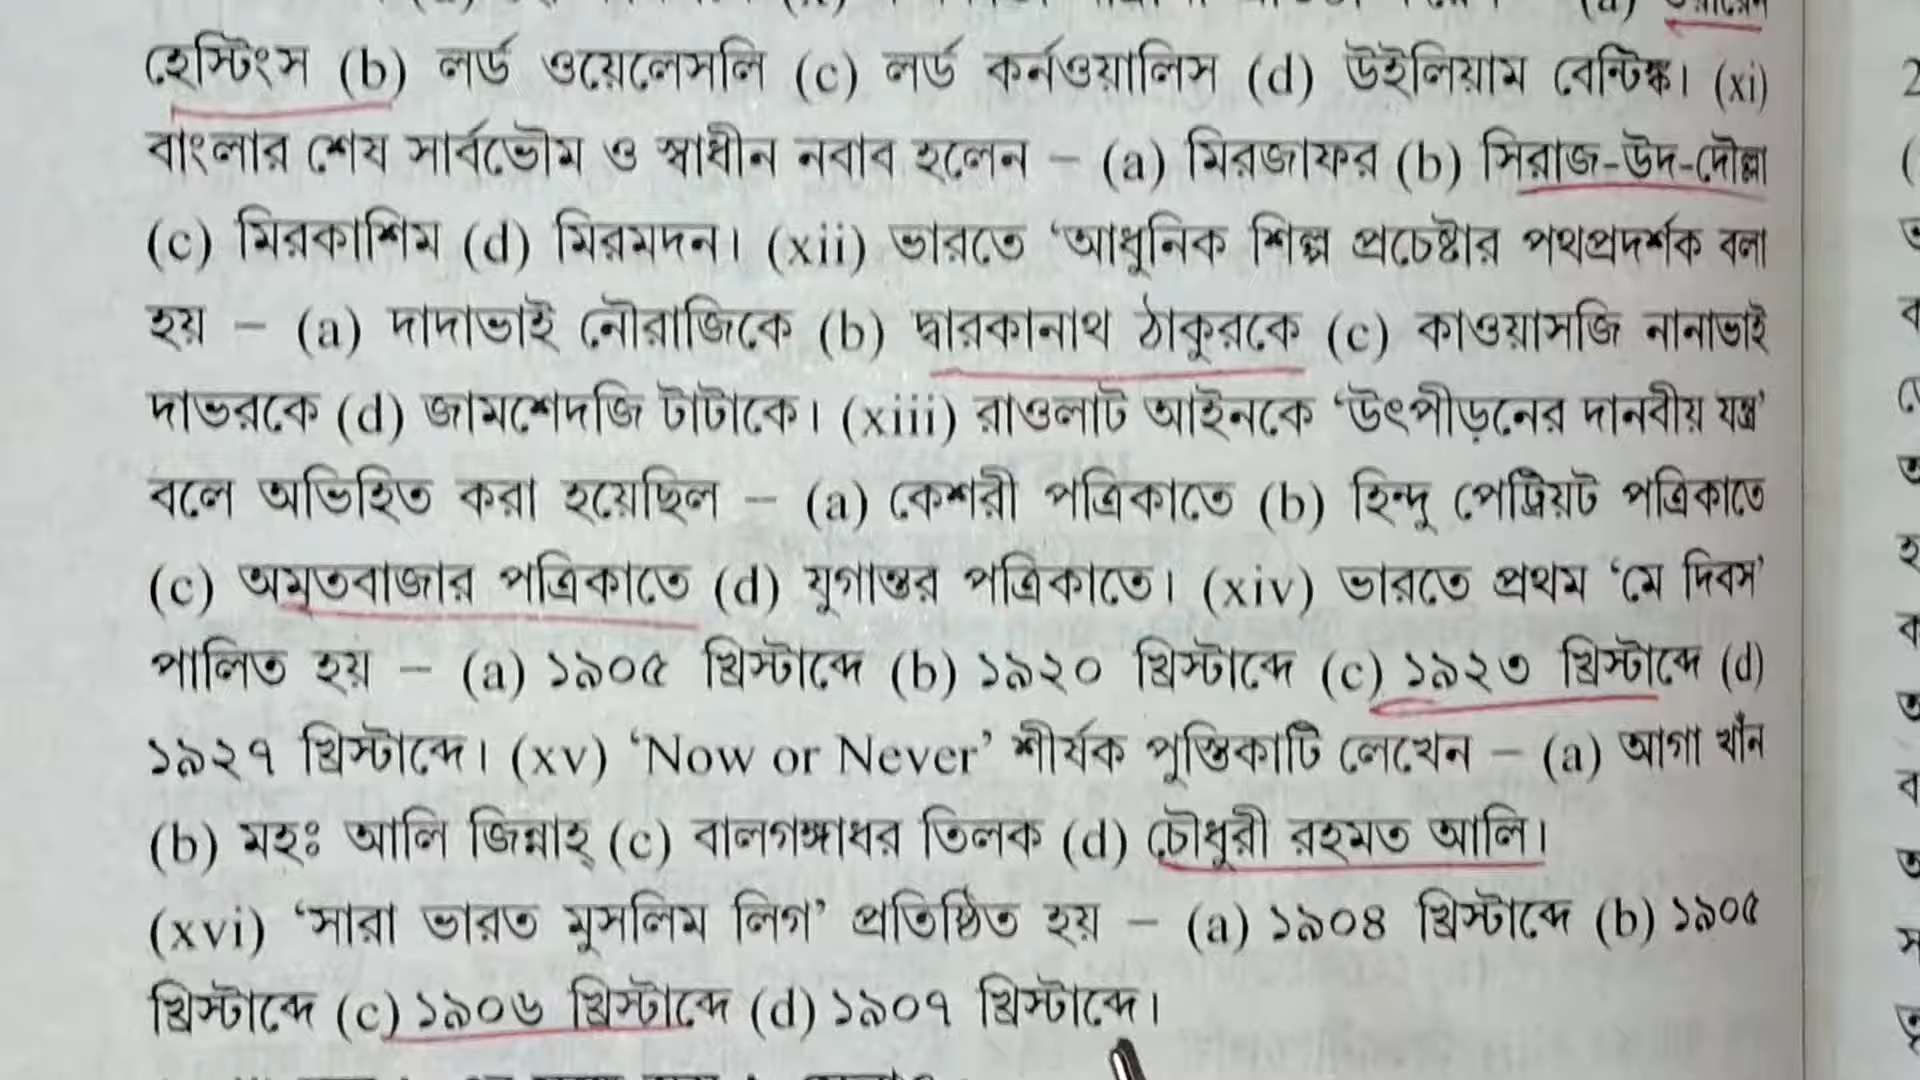 হেস্টিংস (b) লর্ড ওয়েলেসলি (c) লর্ড কর্নওয়ালিস (d) উইলিয়াম বেন্টিঙ্ক। (xi)
বাংলার শেষ সার্বভৌম ও স্বাধীন নবাব হলেন – (a) মিরজাফর (b) সিরাজ-উদ-দৌল্লা
(c) মিরকাশিম (d) মিরমদন। (xii) ভারতে ‘আধুনিক শিল্প প্রচেষ্টার পথপ্রদর্শক বলা
হয় – (a) দাদাভাই নৌরাজিকে (b) দ্বারকানাথ ঠাকুরকে (c) কাওয়াসজি নানাভাই
দাভরকে (d) জামশেদজি টাটাকে। (xiii) রাওলাট আইনকে ‘উৎপীড়নের দানবীয় যন্ত্র’
বলে অভিহিত করা হয়েছিল – (a) কেশরী পত্রিকাতে (b) হিন্দু পেট্রিয়ট পত্রিকাতে
(c) অমৃতবাজার পত্রিকাতে (d) যুগান্তর পত্রিকাতে। (xiv) ভারতে প্রথম ‘মে দিবস’
পালিত হয় – (a) ১৯০৫ খ্রিস্টাব্দে (b) ১৯২০ খ্রিস্টাব্দে (c) ১৯২৩ খ্রিস্টাব্দে (d)
১৯২৭ খ্রিস্টাব্দে। (xv) ‘Now or Never’ শীর্ষক পুস্তিকাটি লেখেন – (a) আগা খাঁন
(b) মহঃ আলি জিন্নাহ্ (c) বালগঙ্গাধর তিলক (d) চৌধুরী রহমত আলি।
(xvi) ‘সারা ভারত মুসলিম লিগ’ প্রতিষ্ঠিত হয় – (a) ১৯০৪ খ্রিস্টাব্দে (b) ১৯০৫
খ্রিস্টাব্দে (c) ১৯০৬ খ্রিস্টাব্দে (d) ১৯০৭ খ্রিস্টাব্দে।